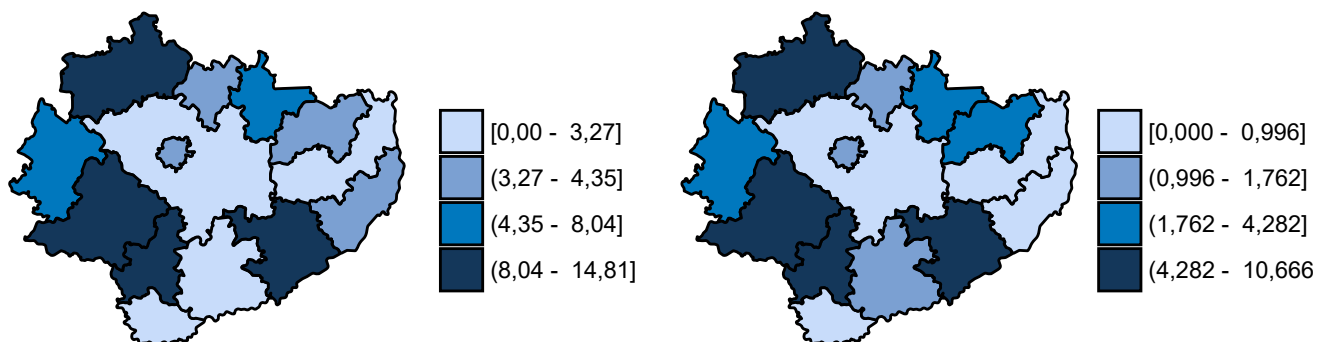 [0,00 - 3,27]
(3,27 - 4,35]
(4,35 - 8,04]
(8,04 - 14,81]
[0,000 - 0,996]
(0,996 - 1,762]
(1,762 - 4,282]
(4,282 - 10,666